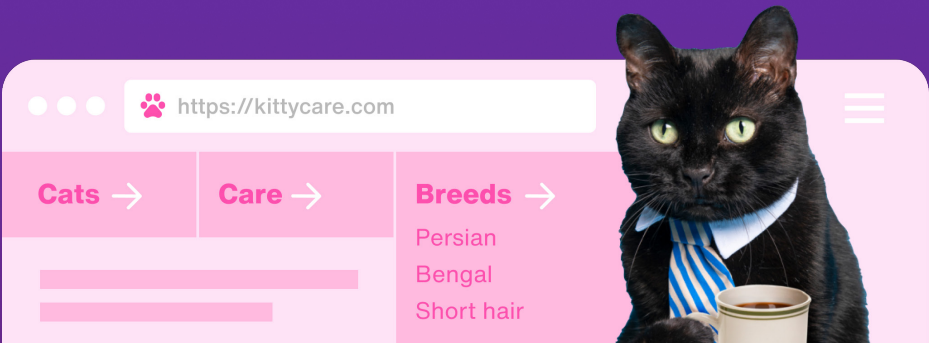 https://kittycare.com
Cats → Care → Breeds →
Persian
Bengal
Short hair